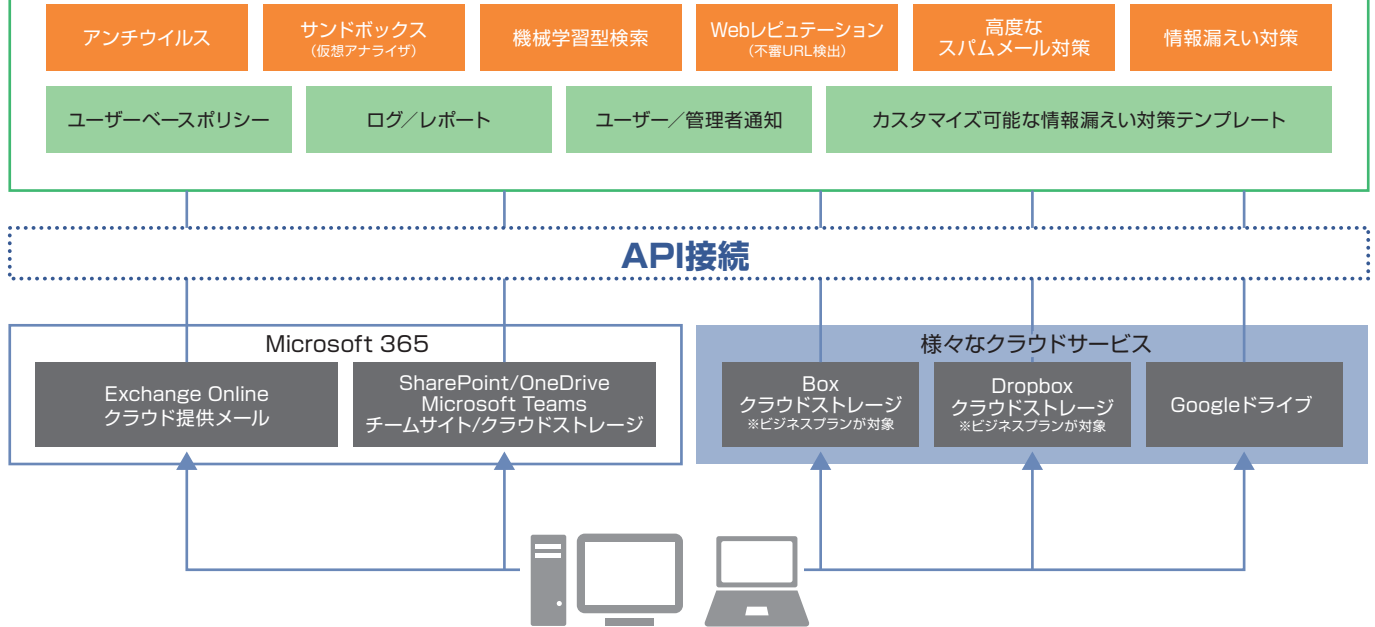 アンチウイルス
サンドボックス
（仮想アナライザ）
機械学習型検索
Webレピュテーション
（不審URL検出）
高度な
スパムメール対策
情報漏えい対策
ユーザーベースポリシー
ログ／レポート
ユーザー／管理者通知
カスタマイズ可能な情報漏えい対策テンプレート
API接続
Microsoft 365
Exchange Online
クラウド提供メール
SharePoint/OneDrive
Microsoft Teams
チームサイト/クラウドストレージ
様々なクラウドサービス
Box
クラウドストレージ
※ビジネスプランが対象
Dropbox
クラウドストレージ
※ビジネスプランが対象
Googleドライブ